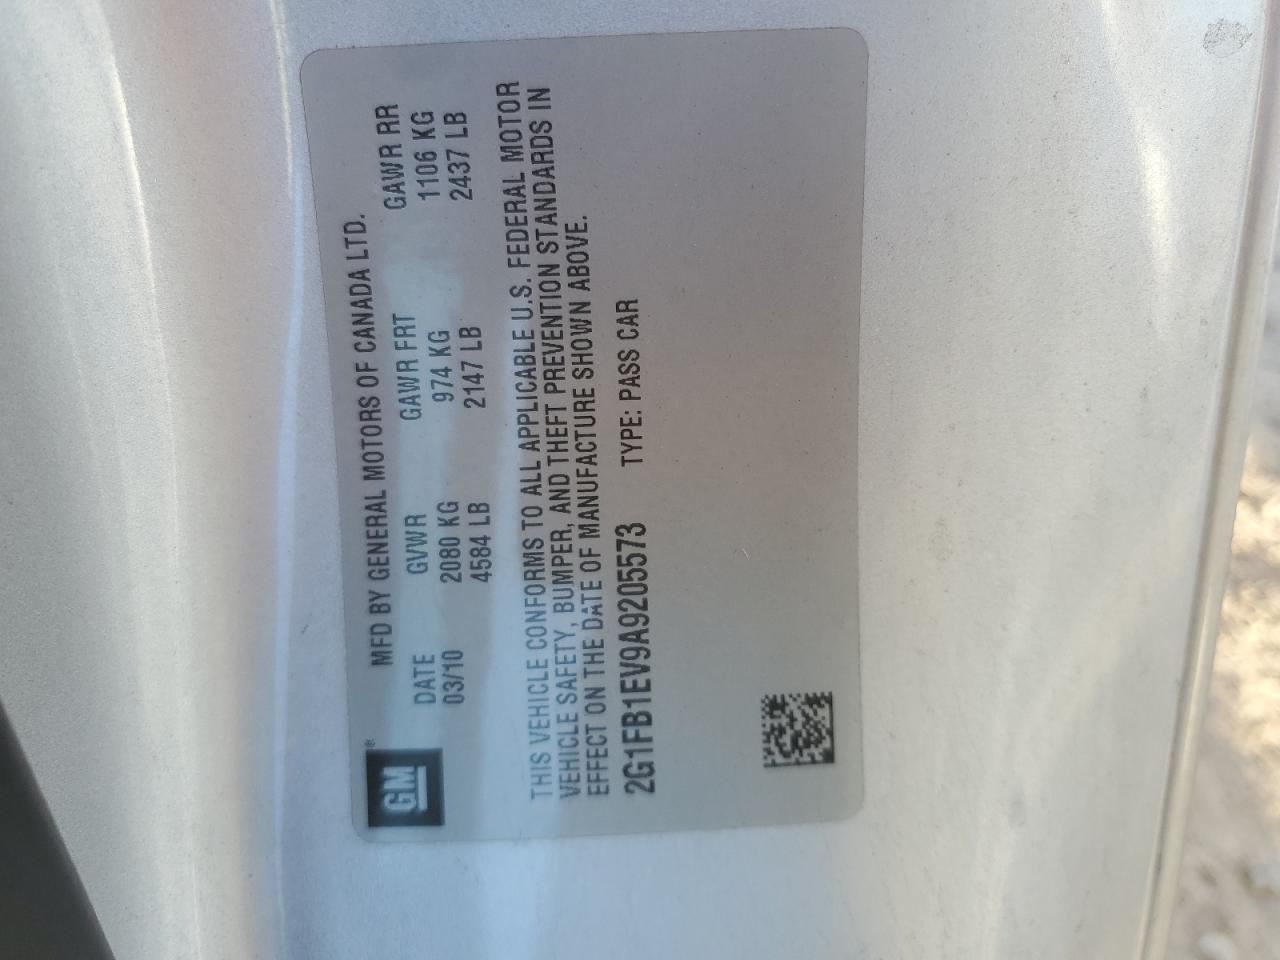 GM®
MFD BY GENERAL MOTORS OF CANADA LTD.
DATE GVWR GAWR FRT GAWR RR
03/10 2080 KG 974 KG 1106 KG
4584 LB 2147 LB 2437 LB
THIS VEHICLE CONFORMS TO ALL APPLICABLE U.S. FEDERAL MOTOR
VEHICLE SAFETY, BUMPER, AND THEFT PREVENTION STANDARDS IN
EFFECT ON THE DATE OF MANUFACTURE SHOWN ABOVE.
2G1FB1EV9A9205573 TYPE: PASS CAR